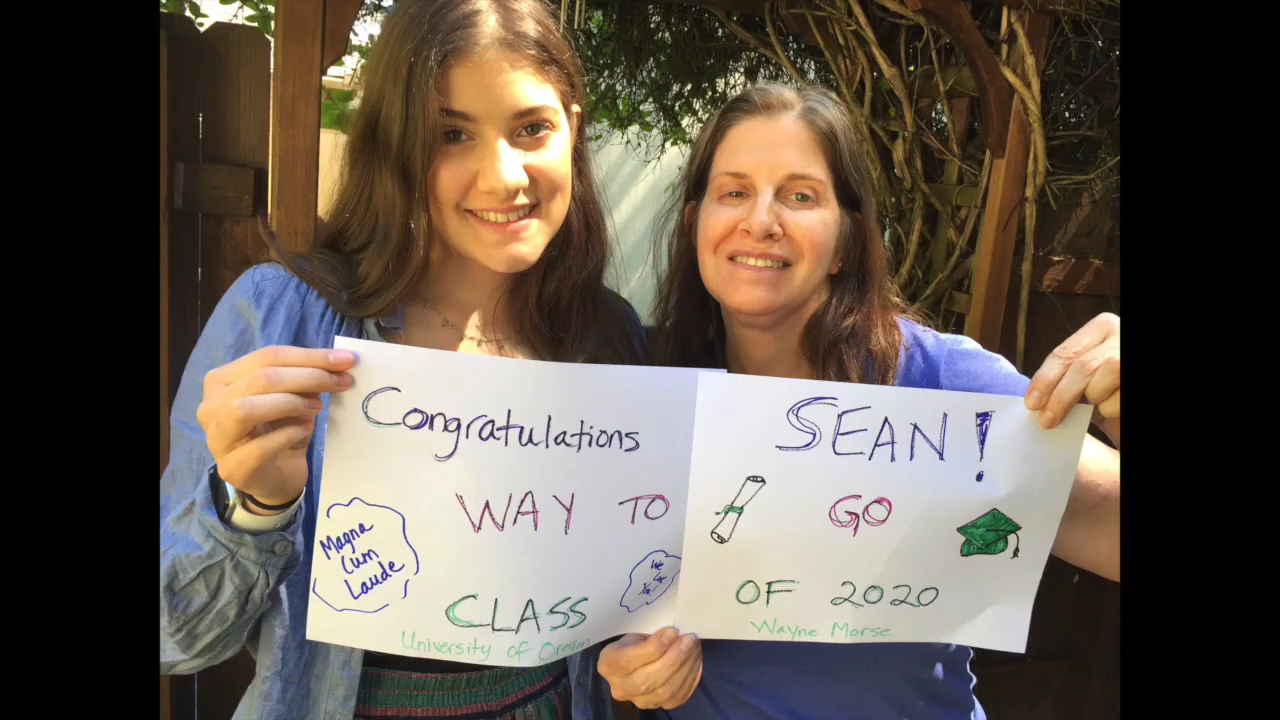 Congratulations SEAN!
WAY TO GO
Magna
Cum
Laude
CLASS OF 2020
University of Oregon Wayne Morse